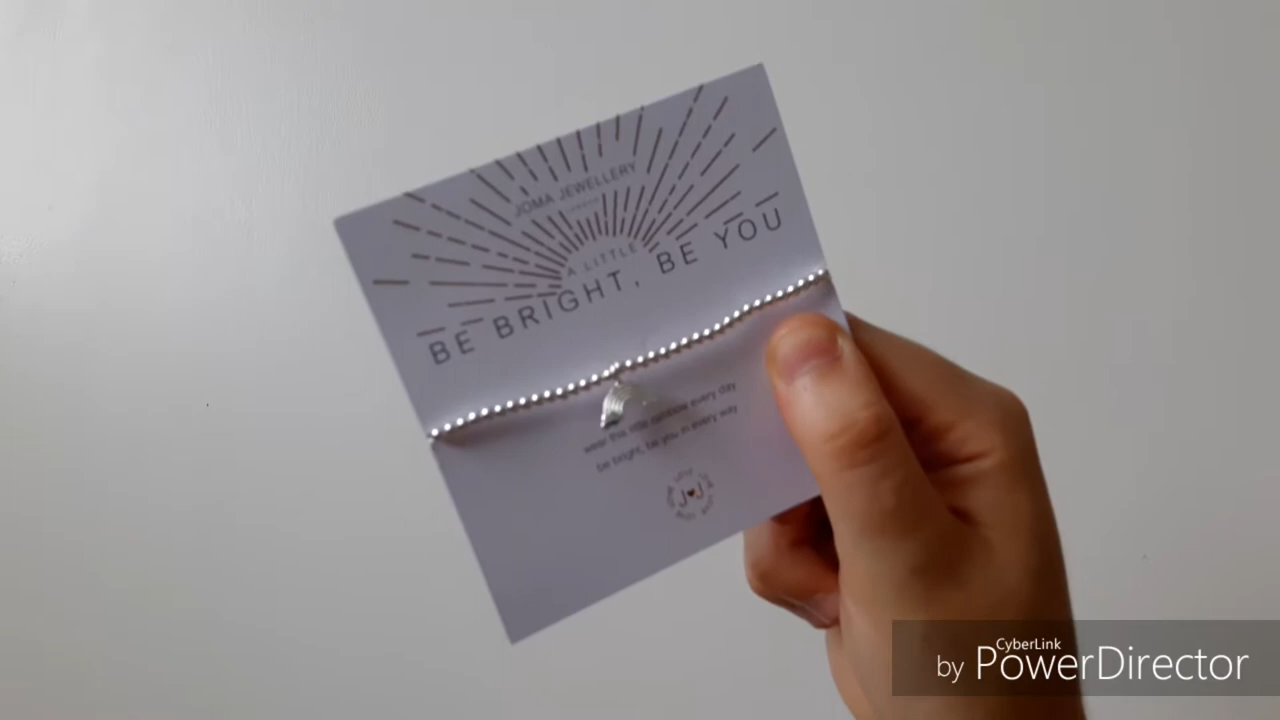 JOMA JEWELLERY
A LITTLE
BE BRIGHT, BE YOU
wear this little rainbow every day
be bright, be you in every way
J J
CyberLink
by PowerDirector